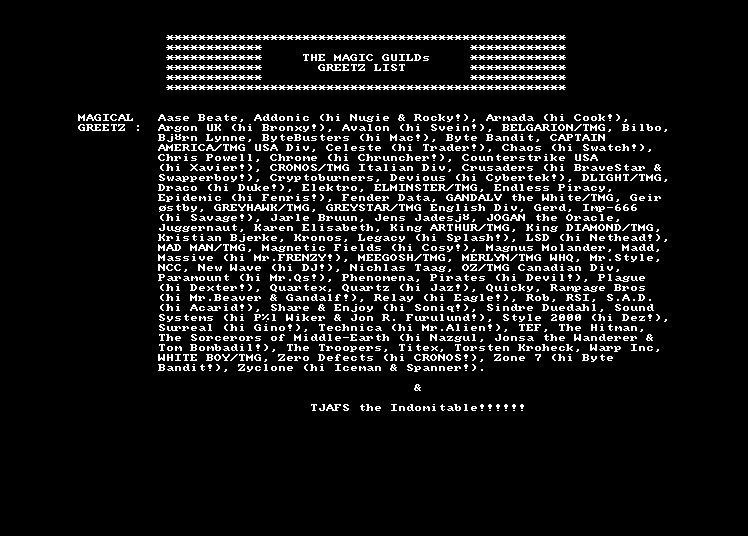 **************************************************
************ ************
************ THE MAGIC GUILDs ************
************ GREETZ LIST ************
************ ************
**************************************************
MAGICAL Aase Beate, Addonic (hi Nugie & Rocky!), Armada (hi Cook!),
GREETZ : Argon UK (hi Bronxy!), Avalon (hi Svein!), BELGARION/TMG, Bilbo,
Bjørn Lynne, ByteBusters (hi Mac!), Byte Bandit, CAPTAIN
AMERICA/TMG USA Div, Celeste (hi Trader!), Chaos (hi Swatch!),
Chris Powell, Chrome (hi Chruncher!), Counterstrike USA
(hi Xavier!), CRONOS/TMG Italian Div, Crusaders (hi BraveStar &
Swapperboy!), Cryptoburners, Devious (hi Cybertek!), DLIGHT/TMG,
Draco (hi Duke!), Elektro, ELMINSTER/TMG, Endless Piracy,
Epidemic (hi Fenris!), Fender Data, GANDALV the White/TMG, Geir
østby, GREYHAWK/TMG, GREYSTAR/TMG English Div, Gerd, Imp-666
(hi Savage!), Jarle Bruun, Jens Jadesjø, JOGAN the Oracle,
Juggernaut, Karen Elisabeth, King ARTHUR/TMG, King DIAMOND/TMG,
Kristian Bjerke, Kronos, Legacy (hi Splash!), LSD (hi Nethead!),
MAD MAN/TMG, Magnetic Fields (hi Cosy!), Magnus Molander, Madd,
Massive (hi Mr.FRENZY!), MEEGOSH/TMG, MERLYN/TMG WHQ, Mr.Style,
NCC, New Wave (hi DJ!), Nichlas Taag, OZ/TMG Canadian Div,
Paramount (hi Mr.Qs!), Phenomena, Pirates (hi Devil!), Plague
(hi Dexter!), Quartex, Quartz (hi Jaz!), Quicky, Rampage Bros
(hi Mr.Beaver & Gandalf!), Relay (hi Eagle!), Rob, RSI, S.A.D.
(hi Acarid!), Share & Enjoy (hi Soniq!), Sindre Duedahl, Sound
Systems (hi P%l Wiker & Jon R. Furulund!), Style 2000 (hi Dez!),
Surreal (hi Gino!), Technica (hi Mr.Alien!), TEF, The Hitman,
The Sorcerors of Middle-Earth (hi Nazgul, Jonsa the Wanderer &
Tom Bombadil!), The Troopers, Titex, Torsten Kroheck, Warp Inc,
WHITE BOY/TMG, Zero Defects (hi CRONOS!), Zone 7 (hi Byte
Bandit!), Zyclone (hi Iceman & Spanner!).
&
TJAFS the Indomitable!!!!!!